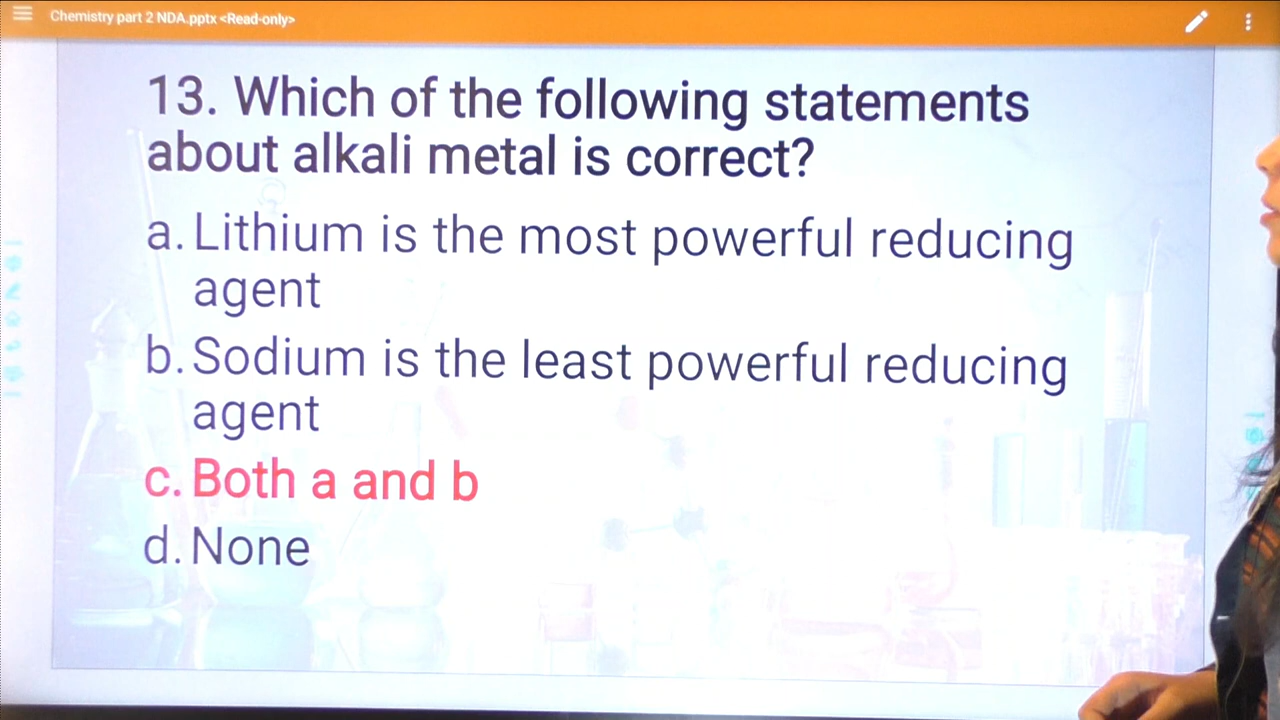 Chemistry part 2 NDA.pptx <Read-only>
13. Which of the following statements
about alkali metal is correct?
a. Lithium is the most powerful reducing
agent
b. Sodium is the least powerful reducing
agent
c. Both a and b
d. None